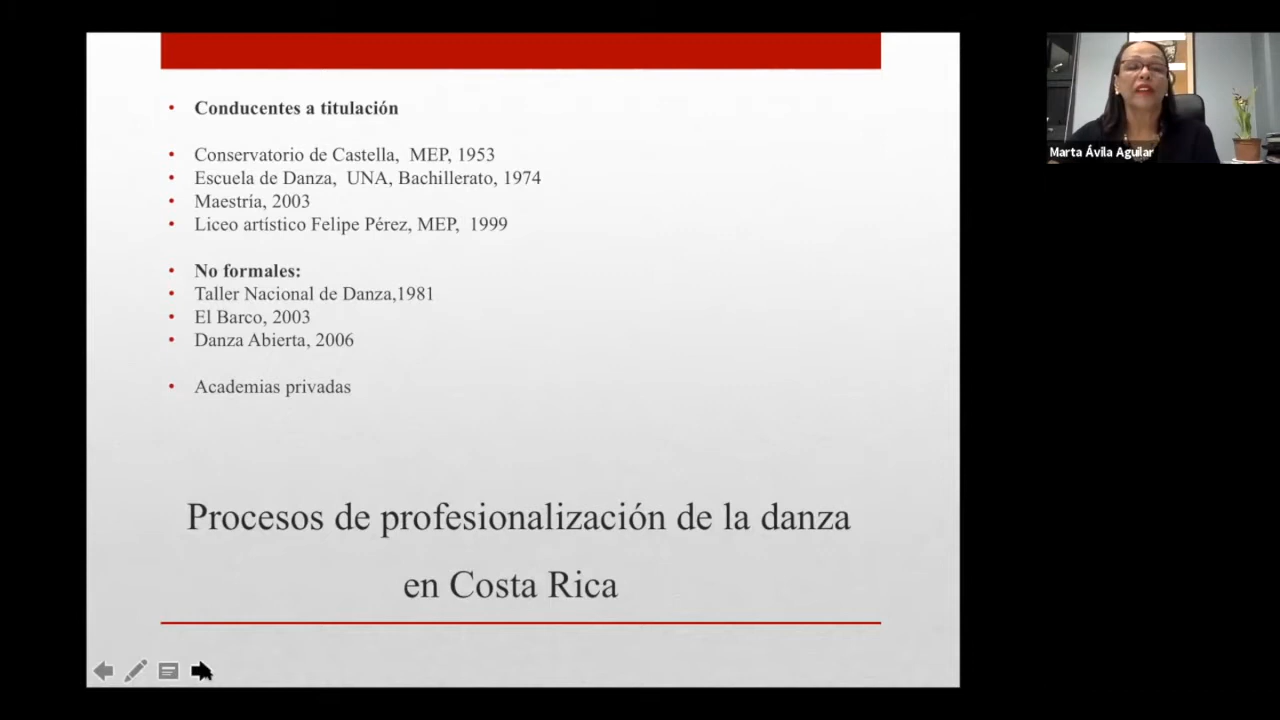 Conducentes a titulación
Conservatorio de Castella, MEP, 1953
Escuela de Danza, UNA, Bachillerato, 1974
Maestría, 2003
Liceo artístico Felipe Pérez, MEP, 1999
No formales:
Taller Nacional de Danza,1981
El Barco, 2003
Danza Abierta, 2006
Academias privadas
Procesos de profesionalización de la danza
en Costa Rica
Marta Ávila Aguilar